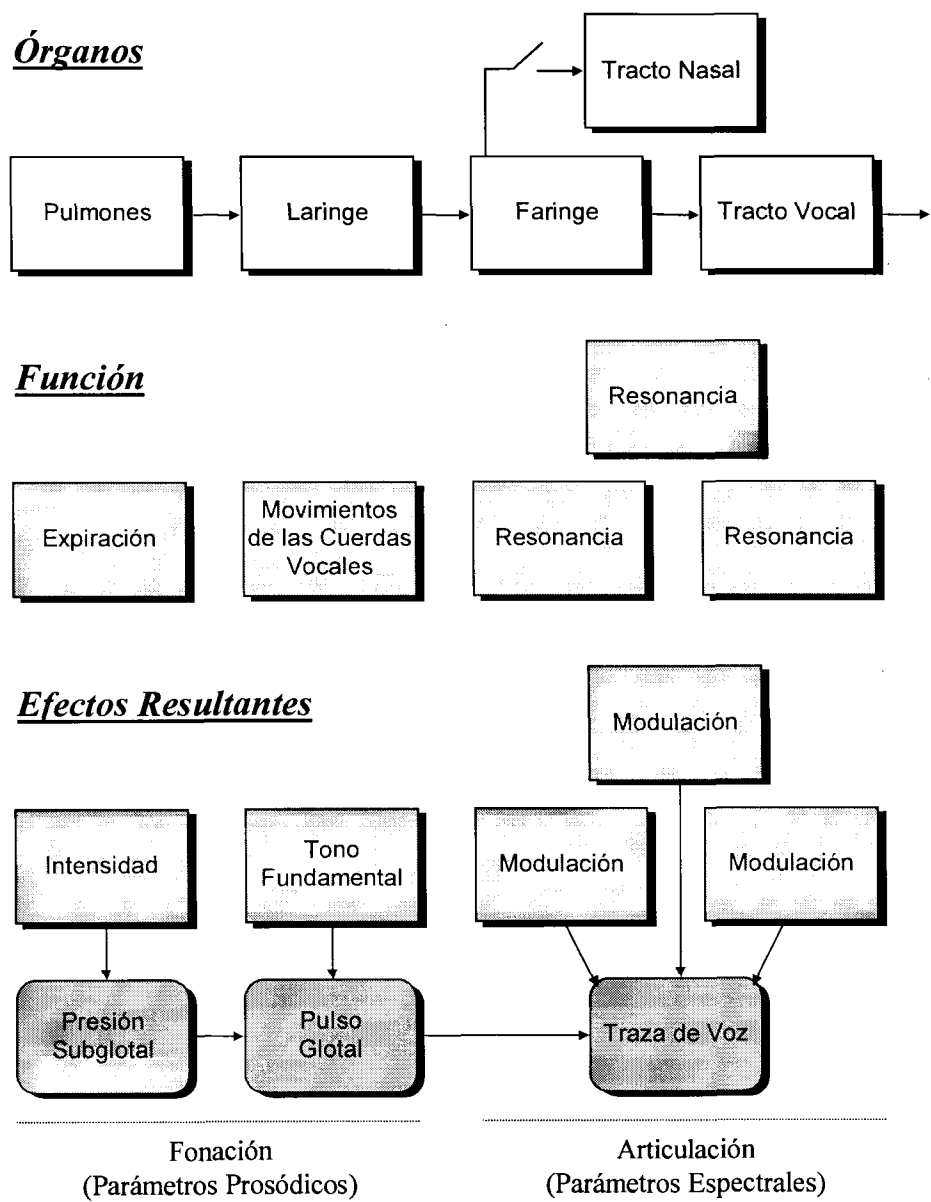 Órganos
Tracto Nasal
Pulmones
Laringe
Faringe
Tracto Vocal
Función
Resonancia
Expiración
Movimientos
de las Cuerdas
Vocales
Resonancia
Resonancia
Efectos Resultantes
Modulación
Intensidad
Tono
Fundamental
Modulación
Modulación
Presión
Subglotal
Pulso
Glotal
Traza de Voz
Fonación
(Parámetros Prosódicos)
Articulación
(Parámetros Espectrales)